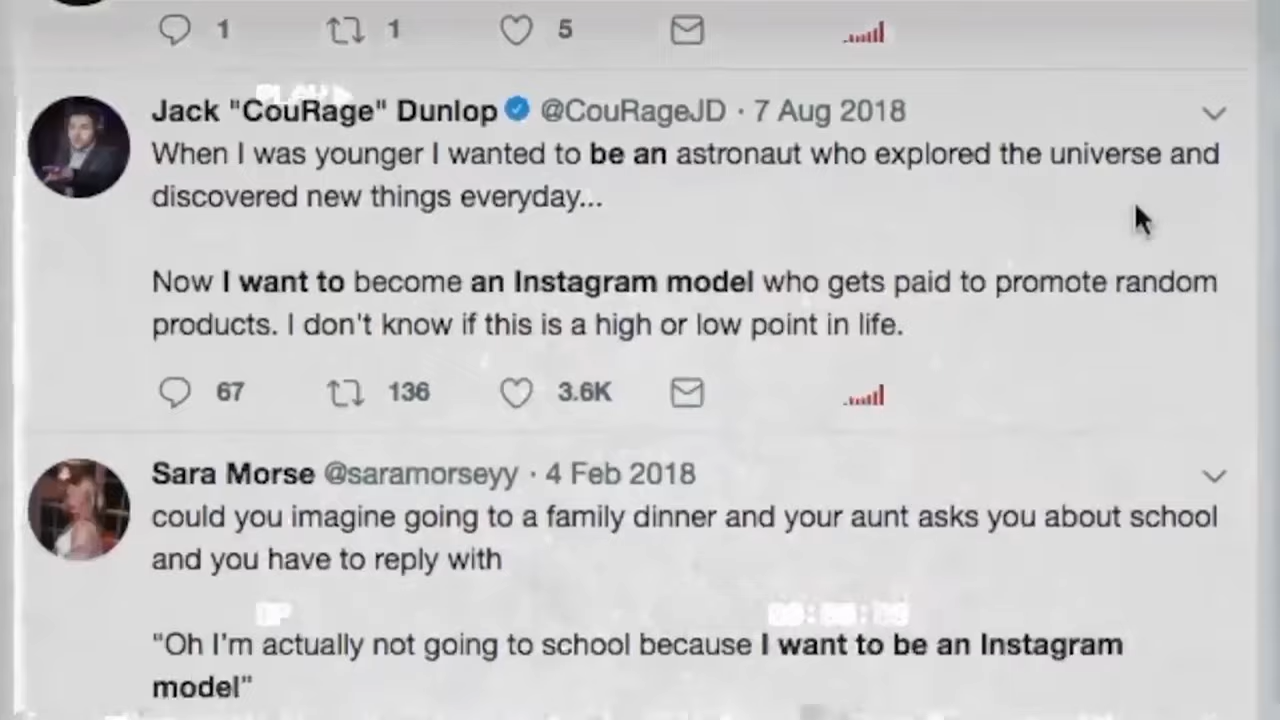 1 1 5
PLAY
Jack "CouRage" Dunlop @CouRageJD · 7 Aug 2018
When I was younger I wanted to be an astronaut who explored the universe and
discovered new things everyday...
Now I want to become an Instagram model who gets paid to promote random
products. I don't know if this is a high or low point in life.
67 136 3.6K
Sara Morse @saramorseyy · 4 Feb 2018
could you imagine going to a family dinner and your aunt asks you about school
and you have to reply with
"Oh I'm actually not going to school because I want to be an Instagram
model"